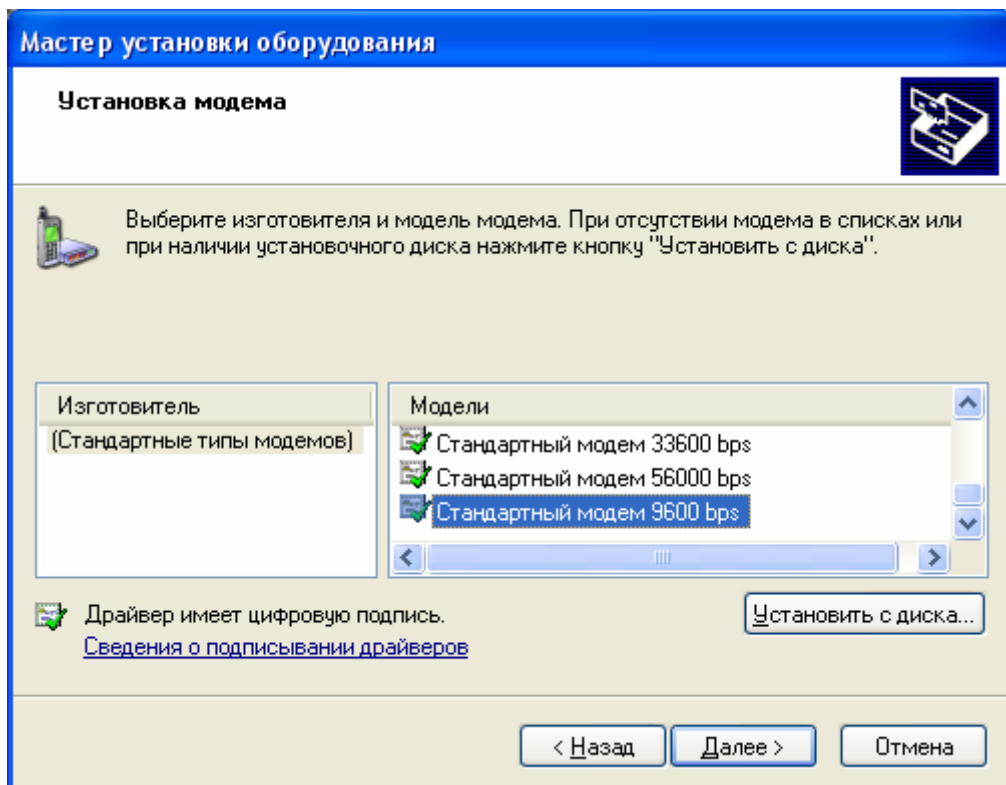 Мастер установки оборудования
Установка модема
Выберите изготовителя и модель модема. При отсутствии модема в списках или
при наличии установочного диска нажмите кнопку "Установить с диска".
Изготовитель
(Стандартные типы модемов)
Модели
Стандартный модем 33600 bps
Стандартный модем 56000 bps
Стандартный модем 9600 bps
Драйвер имеет цифровую подпись.
Сведения о подписывании драйверов
Установить с диска...
< Назад
Далее >
Отмена